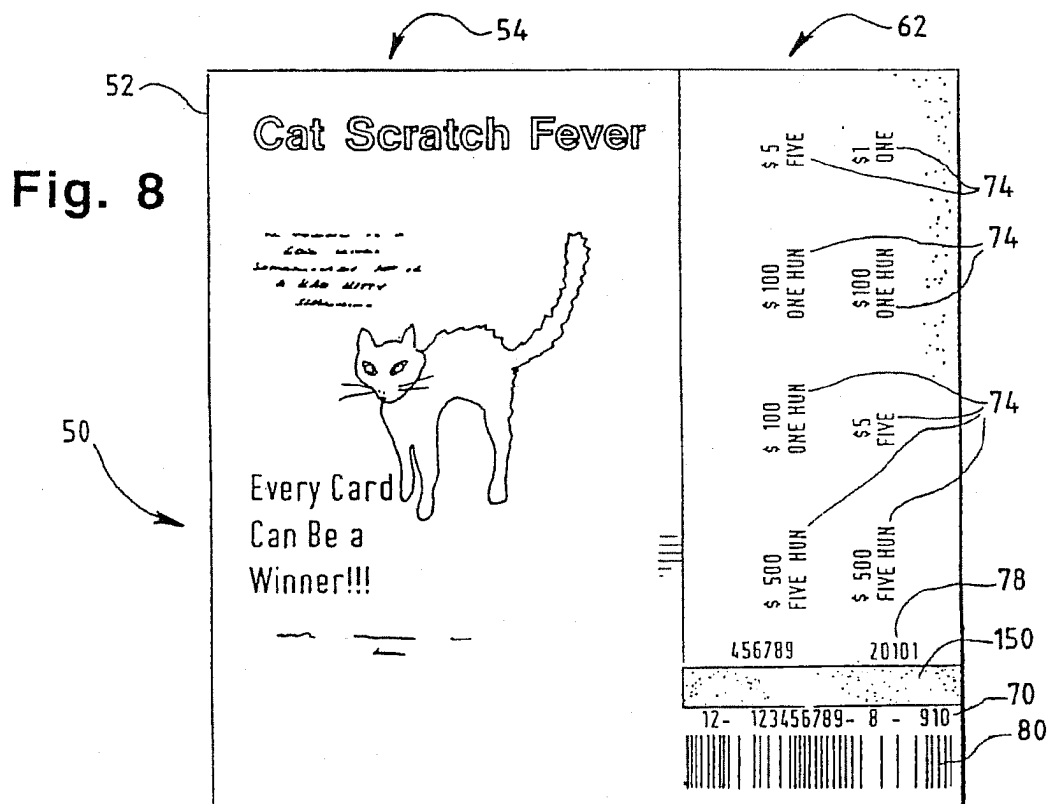 54
62
52
Cat Scratch Fever
Fig. 8
$5
FIVE
$1
ONE
74
$100
ONE HUN
$100
ONE HUN
74
$ 100
ONE HUN
$5
FIVE
74
50
Every Card
Can Be a
Winner!!!
$ 500
FIVE HUN
$ 500
FIVE HUN
78
456789 20101
150
12- 123456789- 8 - 910
70
80